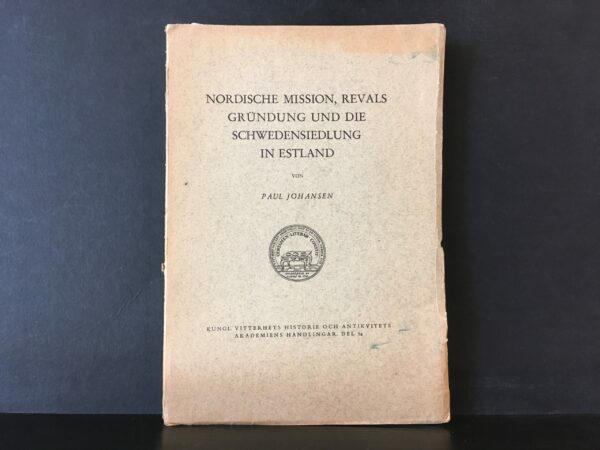 NORDISCHE MISSION, REVALS
GRÜNDUNG UND DIE
SCHWEDENSIEDLUNG
IN ESTLAND
VON
PAUL JOHANSEN
KUNGL. VITTERHETS HISTORIE OCH ANTIKVITETS
AKADEMIENS HANDLINGAR, DEL 74